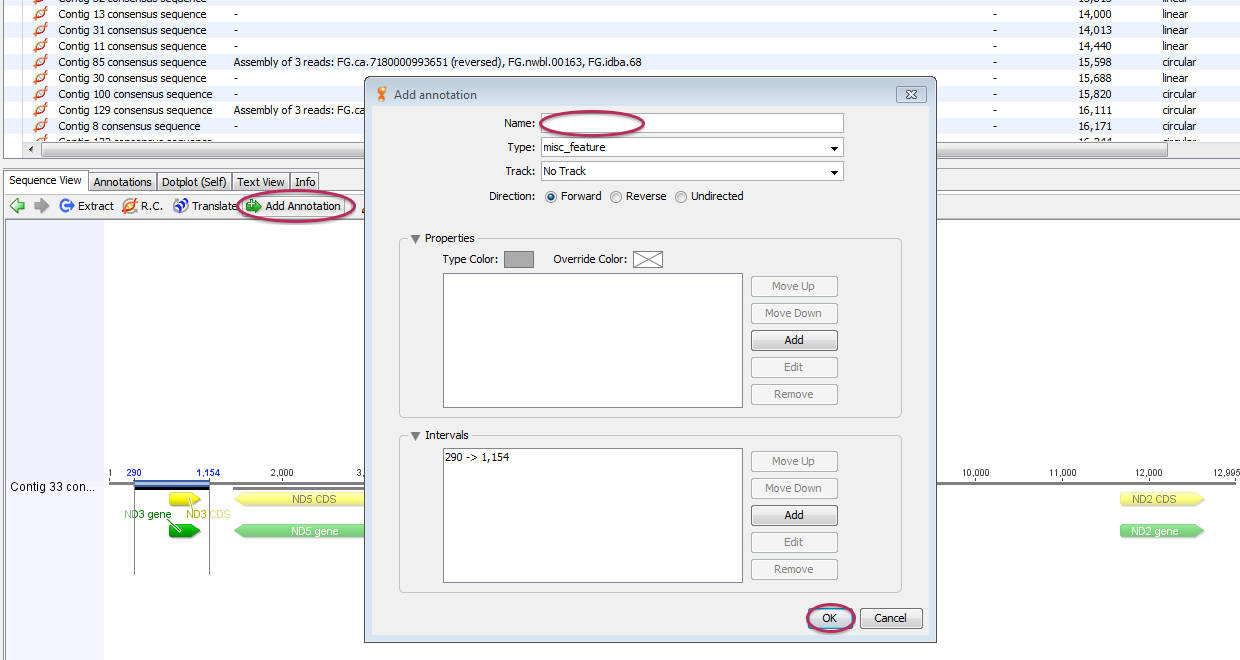 Contig 13 consensus sequence - - 14,000 linear
Contig 31 consensus sequence - - 14,013 linear
Contig 11 consensus sequence - - 14,440 linear
Contig 85 consensus sequence Assembly of 3 reads: FG.ca.7180000993651 (reversed), FG.nwbl.00163, FG.idba.68 - 15,598 circular
Contig 30 consensus sequence - - 15,688 linear
Contig 100 consensus sequence - - 15,820 circular
Contig 129 consensus sequence Assembly of 3 reads: FG.ca - 16,111 circular
Contig 8 consensus sequence - - 16,171 circular
Add annotation
Name:
Type: misc_feature
Track: No Track
Direction: Forward Reverse Undirected
Properties
Type Color: Override Color:
Move Up
Move Down
Add
Edit
Remove
Intervals
290 -> 1,154
Move Up
Move Down
Add
Edit
Remove
OK Cancel
Sequence View Annotations Dotplot (Self) Text View Info
Extract R.C. Translate Add Annotation
1 290 1,154 2,000 3, 10,000 11,000 12,000 12,995
Contig 33 con...
ND5 CDS ND2 CDS
ND3 gene ND3 CDS
ND5 gene ND2 gene